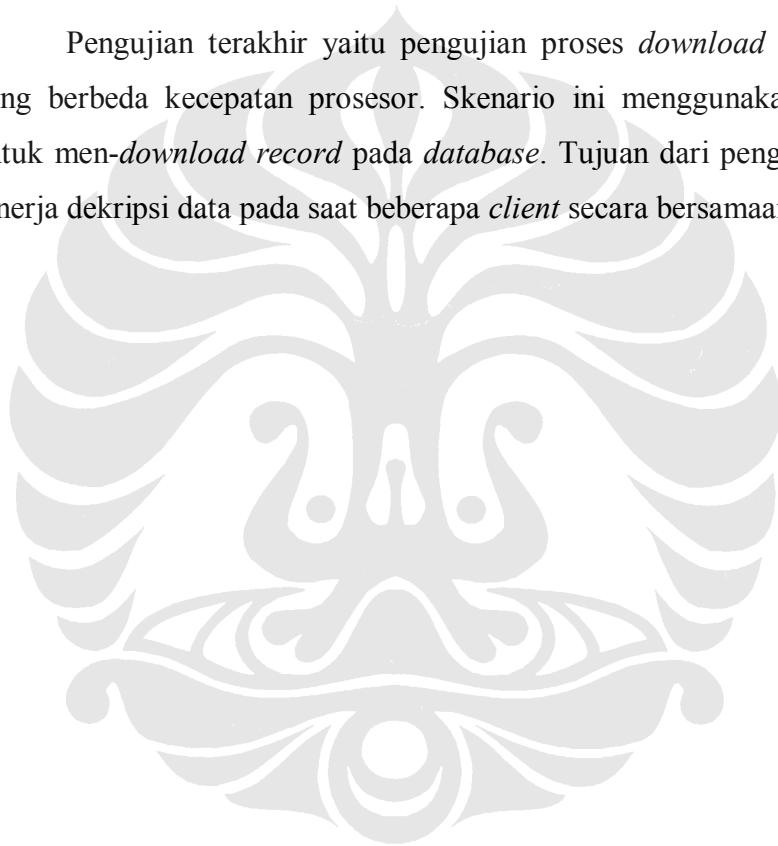 Pengujian terakhir yaitu pengujian proses download
ng berbeda kecepatan prosesor. Skenario ini menggunaka
tuk men-download record pada database. Tujuan dari peng
nerja dekripsi data pada saat beberapa client secara bersamaa